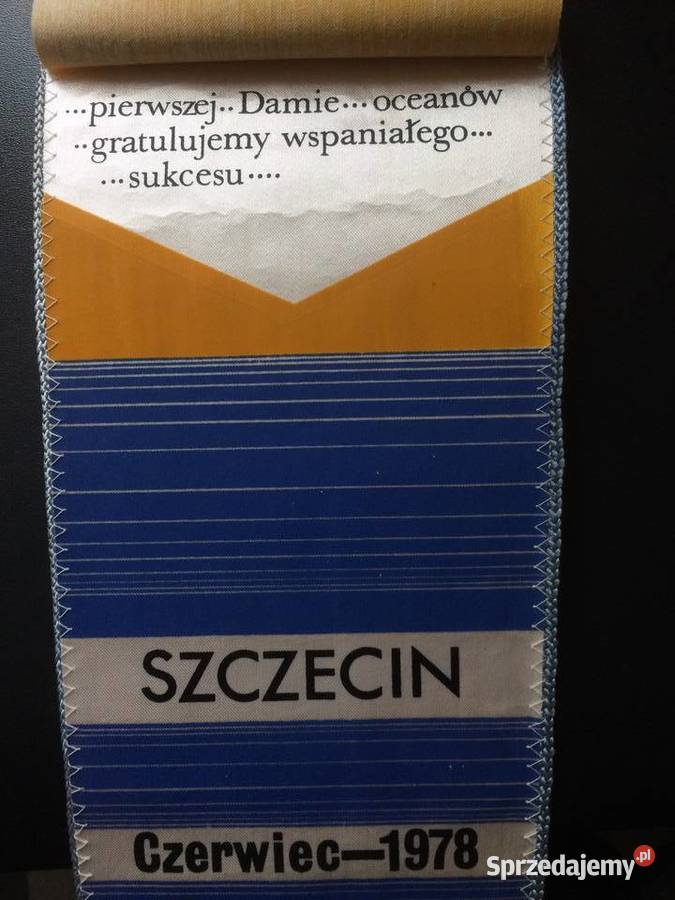 ...pierwszej.. Damie... oceanów
..gratulujemy wspaniałego...
...sukcesu....
SZCZECIN
Czerwiec—1978
Sprzedajemy.pl